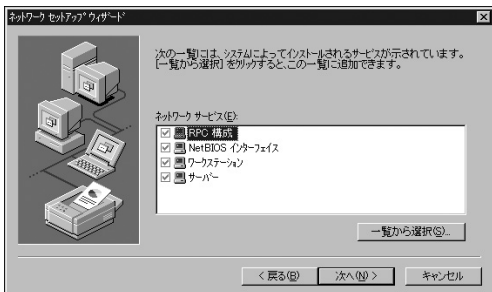 ネットワーク セットアップ ウィザード
次の一覧には、システムによってインストールされるサービスが示されています。
[一覧から選択] をクリックすると、この一覧に追加できます。
ネットワーク サービス(E):
RPC 構成
NetBIOS インターフェイス
ワークステーション
サーバー
一覧から選択(S)...
< 戻る(B)
次へ(N) >
キャンセル